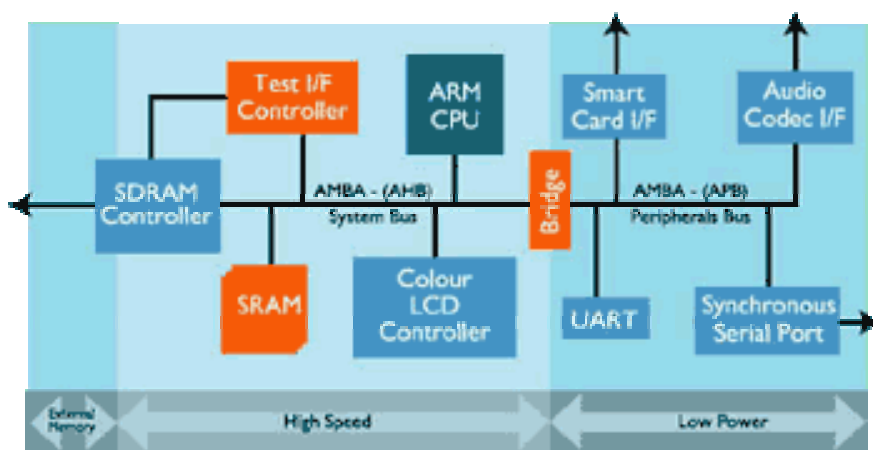 Test I/F
Controller
ARM
CPU
Smart
Card I/F
Audio
Codec I/F
SDRAM
Controller
AMBA - (AHB)
System Bus
Bridge
AMBA - (APB)
Peripherals Bus
SRAM
Colour
LCD
Controller
UART
Synchronous
Serial Port
External
Memory
High Speed
Low Power